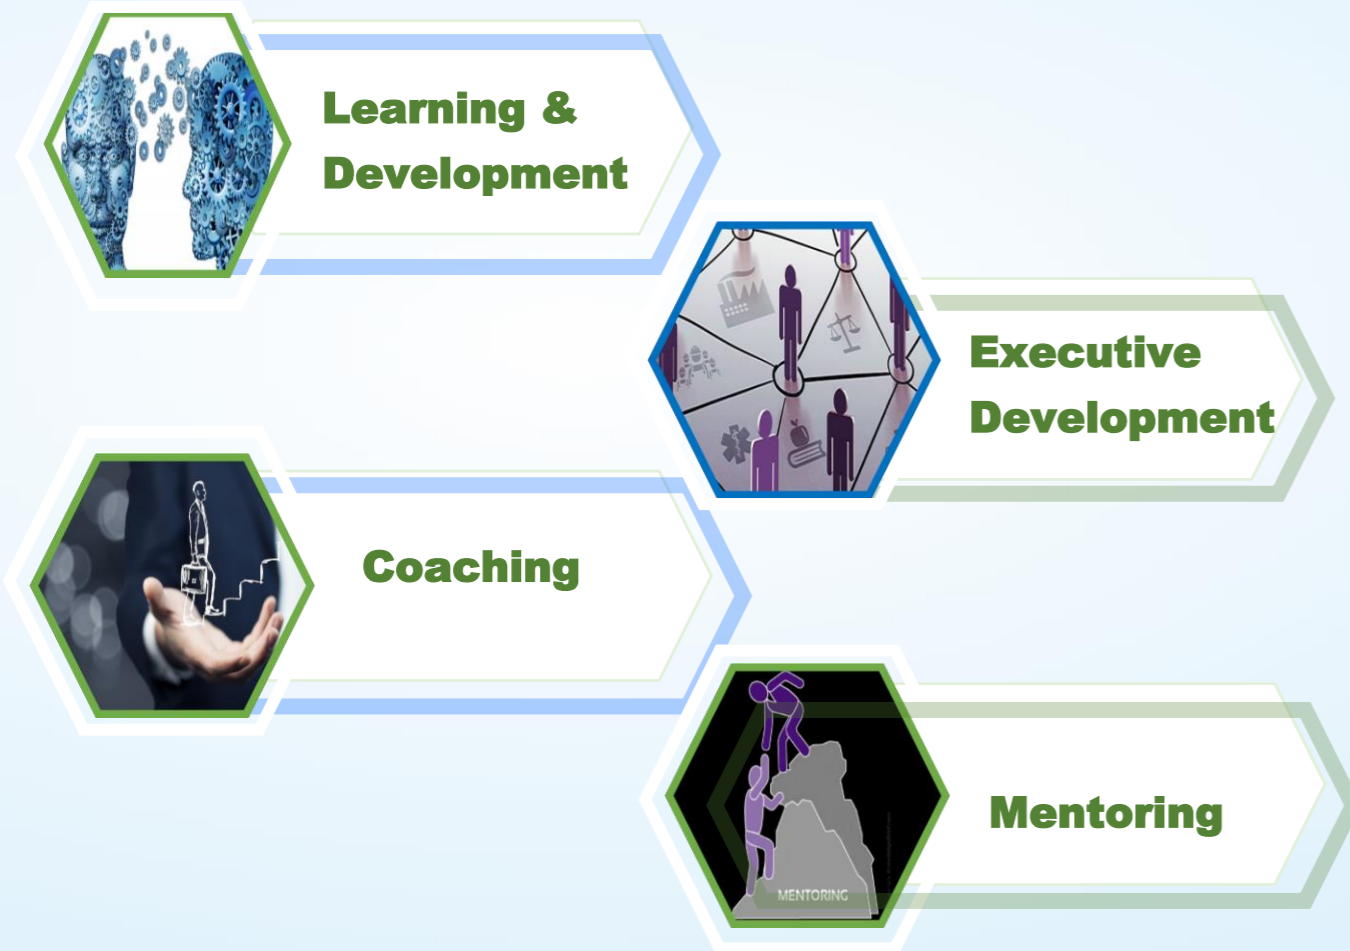 Learning &
Development
Executive
Development
Coaching
Mentoring
MENTORING